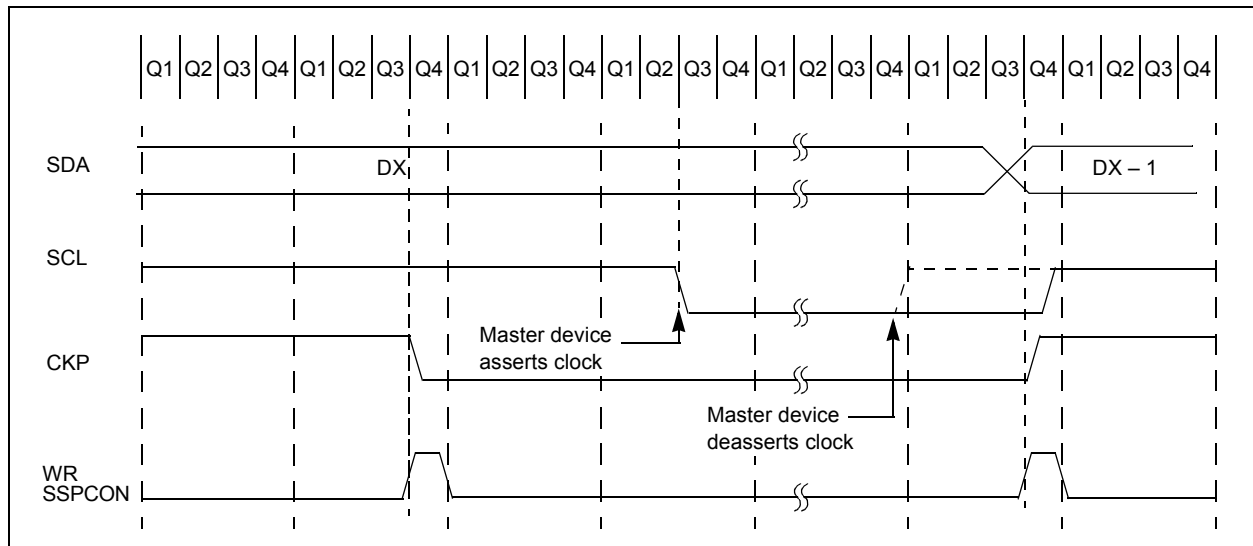 Q1 Q2 Q3 Q4 Q1 Q2 Q3 Q4 Q1 Q2 Q3 Q4 Q1 Q2 Q3 Q4 Q1 Q2 Q3 Q4 Q1 Q2 Q3 Q4 Q1 Q2 Q3 Q4
SDA DX DX – 1
SCL
Master device
asserts clock
CKP
Master device
deasserts clock
WR
SSPCON